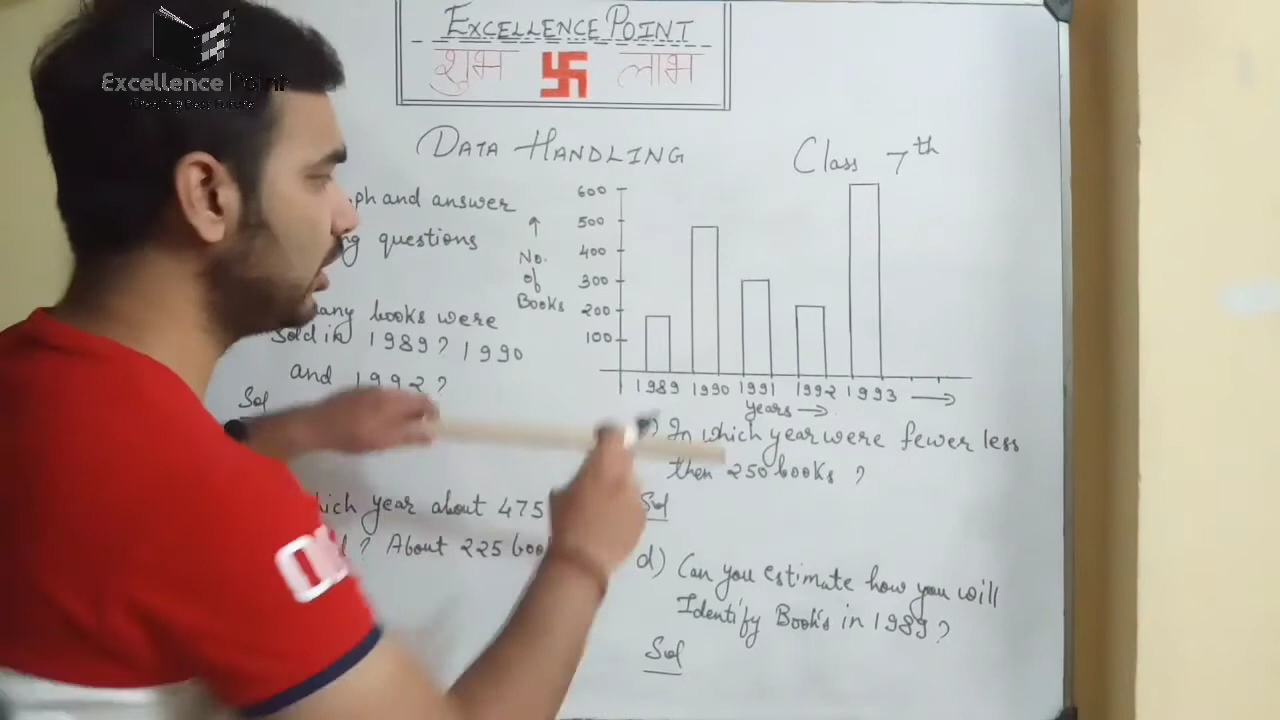 Excellence Point
EXCELLENCE POINT
शुभ लाभ
DATA HANDLING
Class 7th
ph and answer
questions
books were
Sold in 1989? 1990
and 1992?
Sol
hich year about 475
? About 225
600
500
400
300
200
100
No.
of
Books
1989 1990 1991 1992 1993
years
In which year were fewer less
then 250 books ?
Sol
d) Can you estimate how you will
Identify Book's in 1989?
Sol